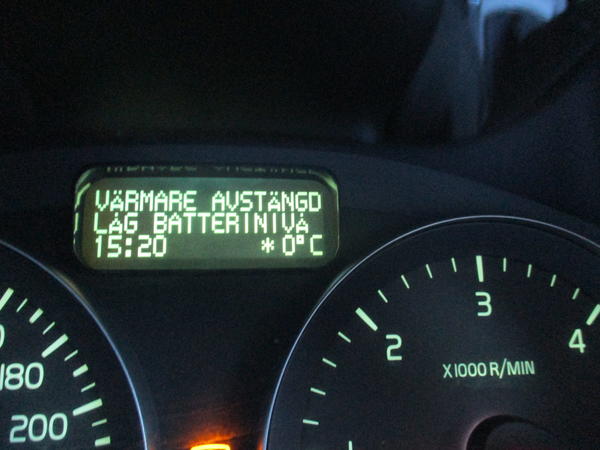 VÄRMARE AVSTÄNGD
LÅG BATTERINIVÅ
15:20 *0°C
180
200
2
3
4
X1000 R/MIN